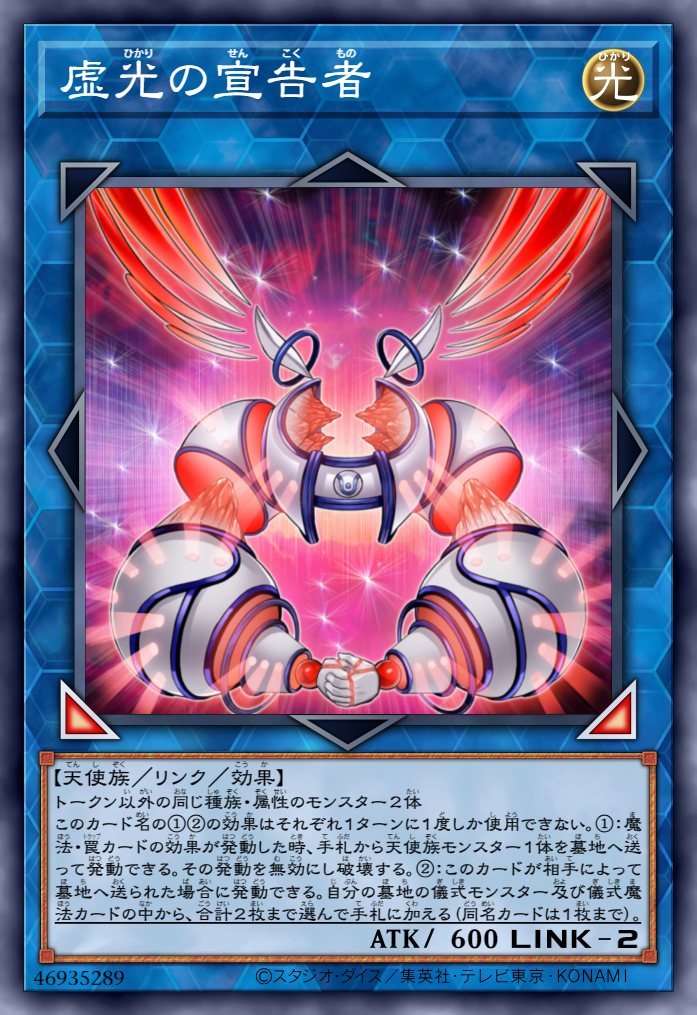 虚光の宣告者
光
【天使族／リンク／効果】
トークン以外の同じ種族・属性のモンスター２体
このカード名の①②の効果はそれぞれ１ターンに１度しか使用できない。①：魔
法・罠カードの効果が発動した時、手札から天使族モンスター１体を墓地へ送
って発動できる。その発動を無効にし破壊する。②：このカードが相手によって
墓地へ送られた場合に発動できる。自分の墓地の儀式モンスター及び儀式魔
法カードの中から、合計２枚まで選んで手札に加える（同名カードは１枚まで）。
ATK/ 600 LINK-2
46935289 ©スタジオ・ダイス／集英社・テレビ東京・KONAMI